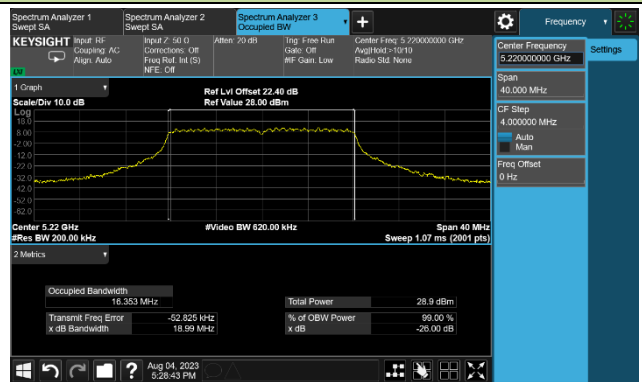 Spectrum Analyzer 1
Swept SA
Spectrum Analyzer 2
Swept SA
Spectrum Analyzer 3
Occupied BW
Frequency
KEYSIGHT
Input: RF
Coupling: AC
Align: Auto
Input Z: 50 Ω
Corrections: Off
Freq Ref: Int (S)
NFE: Off
Atten: 20 dB
Trig: Free Run
Gate: Off
#IF Gain: Low
Center Freq: 5.220000000 GHz
Avg|Hold:>10/10
Radio Std: None
LXI
Center Frequency
5.220000000 GHz
Settings
Span
40.000 MHz
CF Step
4.000000 MHz
Auto
Man
Freq Offset
0 Hz
1 Graph
Scale/Div 10.0 dB
Ref Lvl Offset 22.40 dB
Ref Value 28.00 dBm
Log
18.0
8.00
-2.00
-12.0
-22.0
-32.0
-42.0
-52.0
-62.0
Center 5.22 GHz
#Res BW 200.00 kHz
#Video BW 620.00 kHz
Span 40 MHz
Sweep 1.07 ms (2001 pts)
2 Metrics
Occupied Bandwidth
16.353 MHz
Total Power 28.9 dBm
Transmit Freq Error -52.825 kHz
% of OBW Power 99.00 %
x dB Bandwidth 18.99 MHz
x dB -26.00 dB
?
Aug 04, 2023
5:28:43 PM